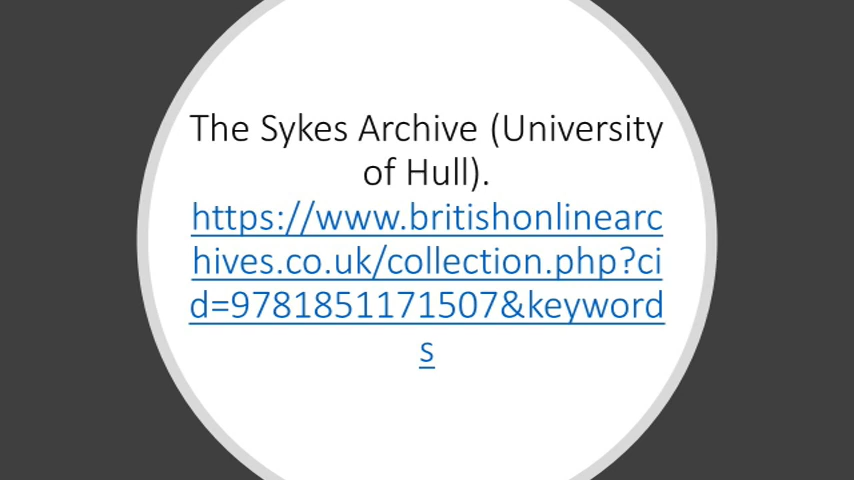 The Sykes Archive (University
of Hull).
https://www.britishonlinearc
hives.co.uk/collection.php?ci
d=9781851171507&keyword
s